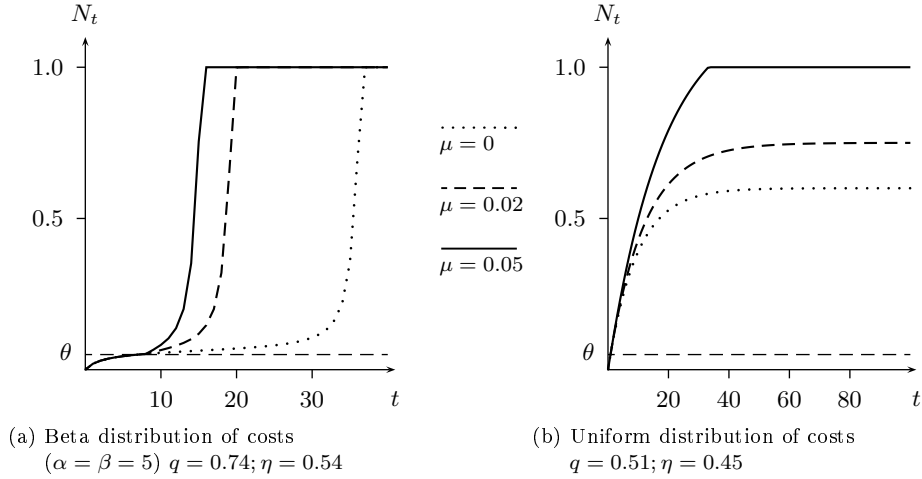 N_t
N_t
1.0
1.0
μ = 0
μ = 0.02
0.5
0.5
μ = 0.05
θ
θ
10 20 30 t
20 40 60 80 t
(a) Beta distribution of costs
(α = β = 5) q = 0.74; η = 0.54
(b) Uniform distribution of costs
q = 0.51; η = 0.45